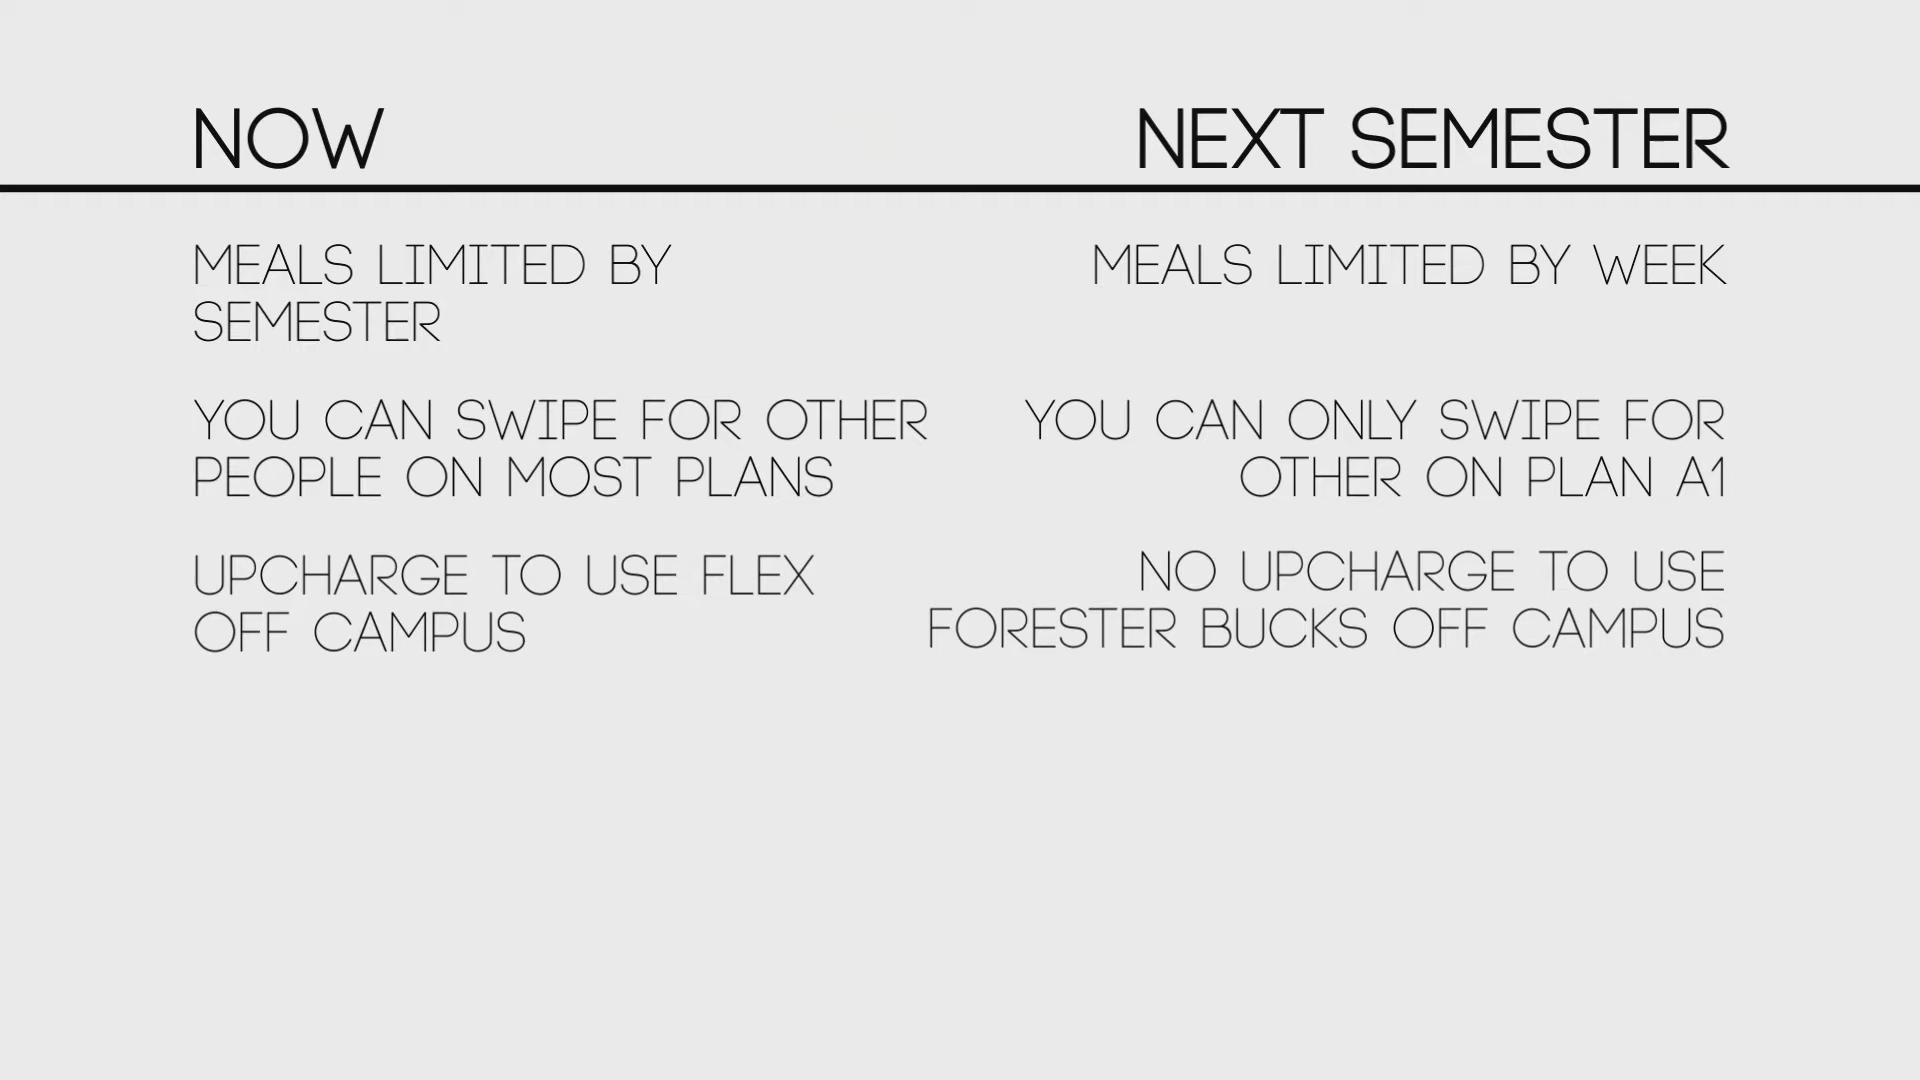 NOW
NEXT SEMESTER
MEALS LIMITED BY
SEMESTER
MEALS LIMITED BY WEEK
YOU CAN SWIPE FOR OTHER
PEOPLE ON MOST PLANS
YOU CAN ONLY SWIPE FOR
OTHER ON PLAN A1
UPCHARGE TO USE FLEX
OFF CAMPUS
NO UPCHARGE TO USE
FORESTER BUCKS OFF CAMPUS